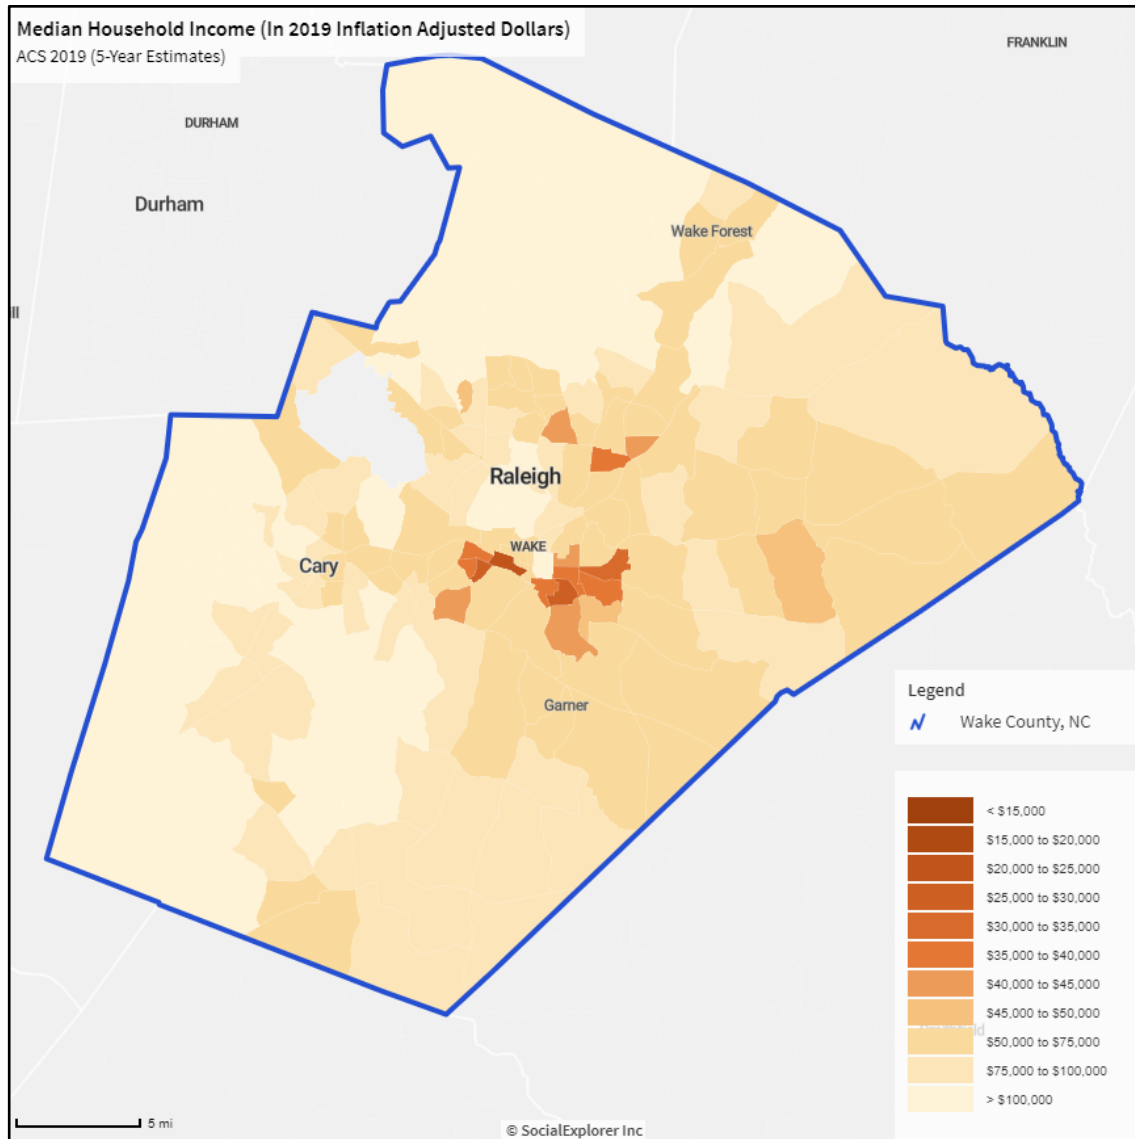 Median Household Income (In 2019 Inflation Adjusted Dollars)
ACS 2019 (5-Year Estimates)
FRANKLIN
DURHAM
Durham
Wake Forest
Raleigh
WAKE
Cary
Garner
Legend
Wake County, NC
< $15,000
$15,000 to $20,000
$20,000 to $25,000
$25,000 to $30,000
$30,000 to $35,000
$35,000 to $40,000
$40,000 to $45,000
$45,000 to $50,000
$50,000 to $75,000
$75,000 to $100,000
> $100,000
5 mi
© SocialExplorer Inc